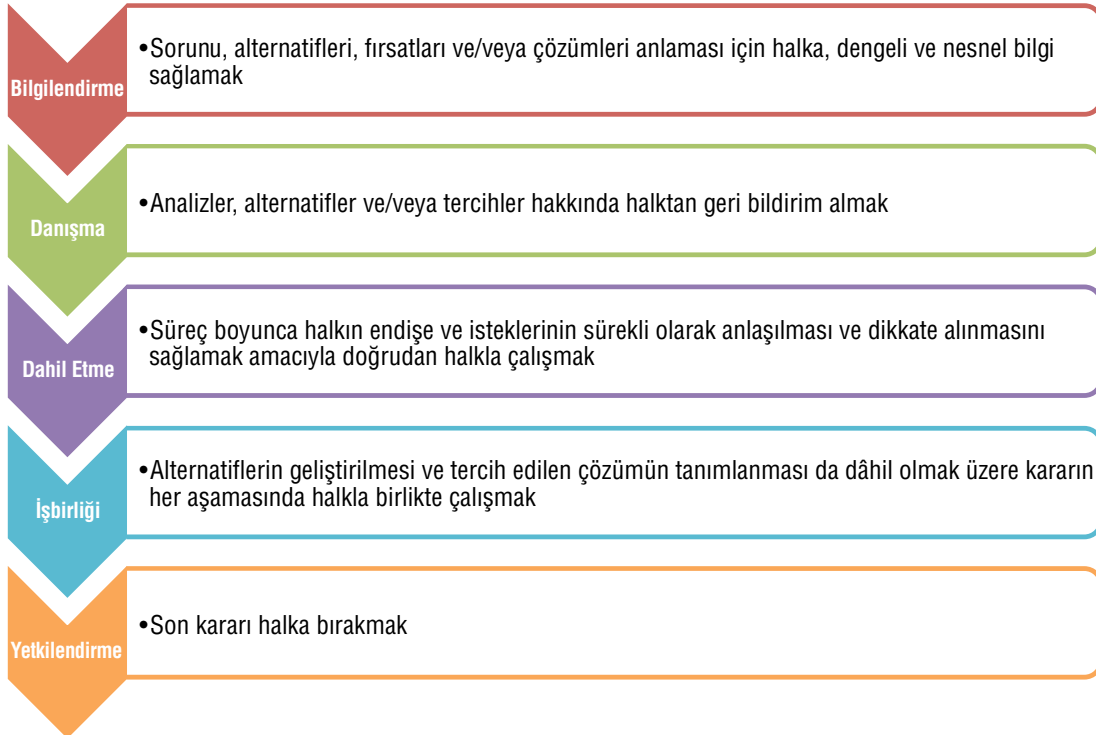 Bilgilendirme
•Sorunu, alternatifleri, fırsatları ve/veya çözümleri anlaması için halka, dengeli ve nesnel bilgi
sağlamak
Danışma
•Analizler, alternatifler ve/veya tercihler hakkında halktan geri bildirim almak
Dahil Etme
•Süreç boyunca halkın endişe ve isteklerinin sürekli olarak anlaşılması ve dikkate alınmasını
sağlamak amacıyla doğrudan halkla çalışmak
İşbirliği
•Alternatiflerin geliştirilmesi ve tercih edilen çözümün tanımlanması da dâhil olmak üzere kararın
her aşamasında halkla birlikte çalışmak
Yetkilendirme
•Son kararı halka bırakmak